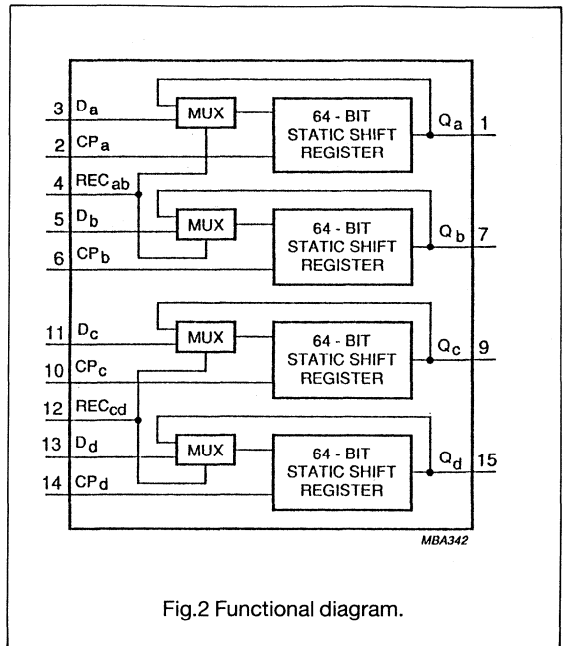 3 Da
MUX
64 - BIT
STATIC SHIFT
REGISTER
Qa 1
2 CPa
4 RECab
5 Db
MUX
64 - BIT
STATIC SHIFT
REGISTER
Qb 7
6 CPb
11 Dc
MUX
64 - BIT
STATIC SHIFT
REGISTER
Qc 9
10 CPc
12 RECcd
13 Dd
MUX
64 - BIT
STATIC SHIFT
REGISTER
Qd 15
14 CPd
MBA342
Fig.2 Functional diagram.